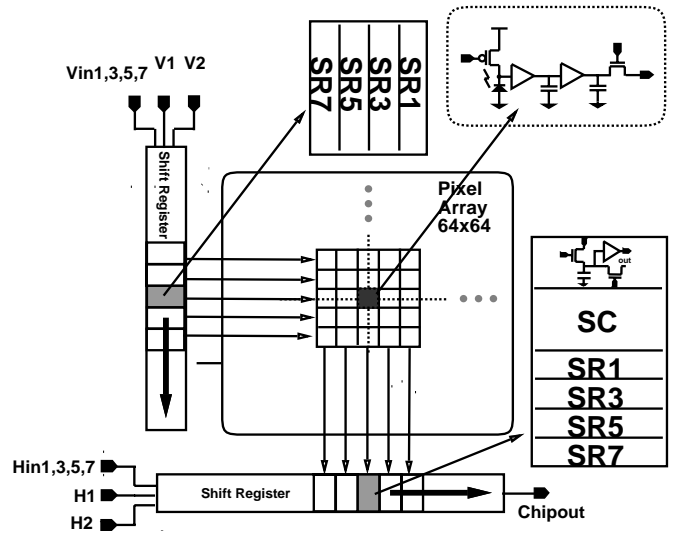 V1 V2
Vin1,3,5,7
SR7
SR5
SR3
SR1
Shift Register
Pixel
Array
64x64
out
SC
SR1
SR3
SR5
SR7
Hin1,3,5,7
H1
H2
Shift Register
Chipout